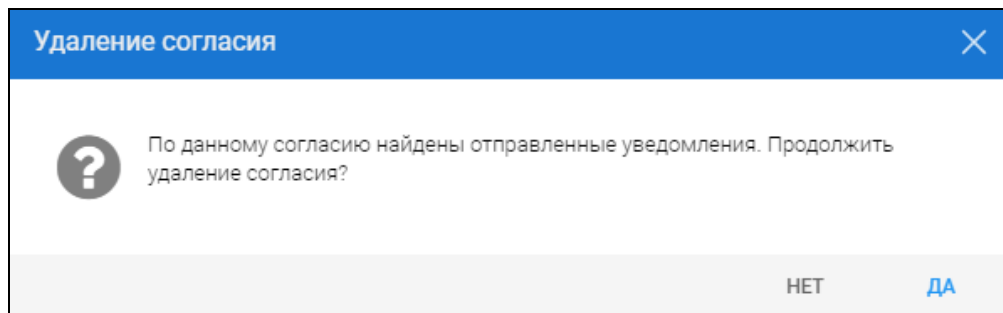 Удаление согласия
По данному согласию найдены отправленные уведомления. Продолжить
удаление согласия?
НЕТ ДА